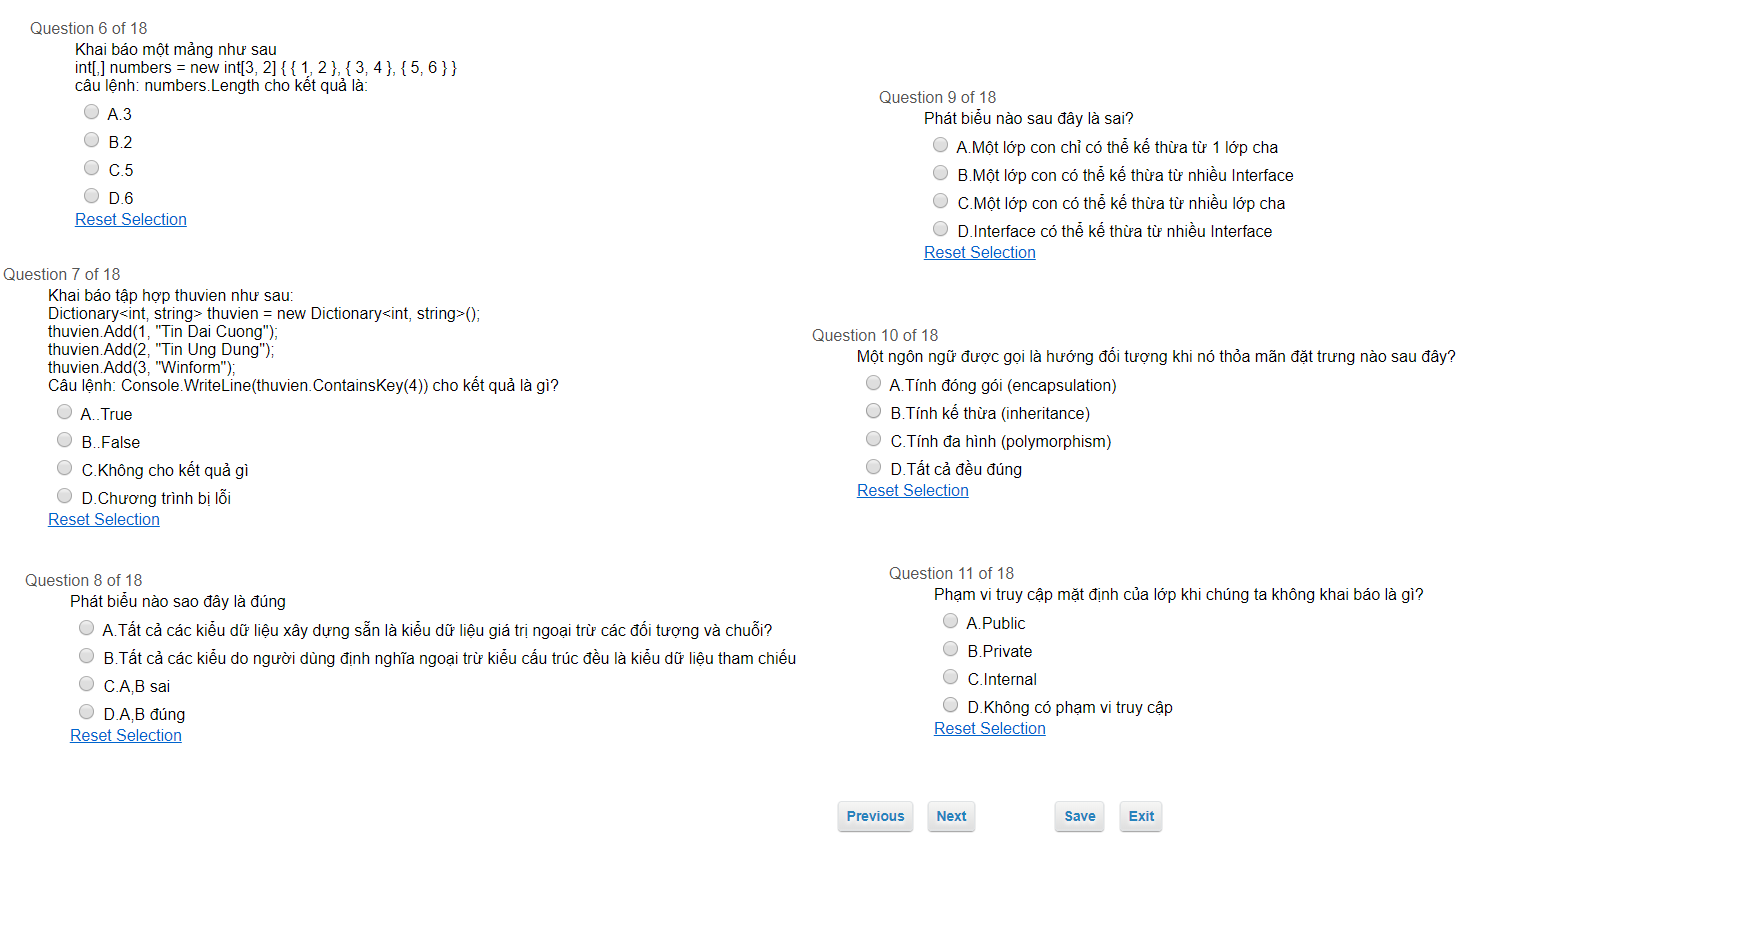 Question 6 of 18
Khai báo một mảng như sau
int[,] numbers = new int[3, 2] { { 1, 2 }, { 3, 4 }, { 5, 6 } }
câu lệnh: numbers.Length cho kết quả là:
A.3
B.2
C.5
D.6
Reset Selection
Question 7 of 18
Khai báo tập hợp thuvien như sau:
Dictionary<int, string> thuvien = new Dictionary<int, string>();
thuvien.Add(1, "Tin Dai Cuong");
thuvien.Add(2, "Tin Ung Dung");
thuvien.Add(3, "Winform");
Câu lệnh: Console.WriteLine(thuvien.ContainsKey(4)) cho kết quả là gì?
A..True
B..False
C.Không cho kết quả gì
D.Chương trình bị lỗi
Reset Selection
Question 8 of 18
Phát biểu nào sao đây là đúng
A.Tất cả các kiểu dữ liệu xây dựng sẵn là kiểu dữ liệu giá trị ngoại trừ các đối tượng và chuỗi?
B.Tất cả các kiểu do người dùng định nghĩa ngoại trừ kiểu cấu trúc đều là kiểu dữ liệu tham chiếu
C.A,B sai
D.A,B đúng
Reset Selection
Question 9 of 18
Phát biểu nào sau đây là sai?
A.Một lớp con chỉ có thể kế thừa từ 1 lớp cha
B.Một lớp con có thể kế thừa từ nhiều Interface
C.Một lớp con có thể kế thừa từ nhiều lớp cha
D.Interface có thể kế thừa từ nhiều Interface
Reset Selection
Question 10 of 18
Một ngôn ngữ được gọi là hướng đối tượng khi nó thỏa mãn đặt trưng nào sau đây?
A.Tính đóng gói (encapsulation)
B.Tính kế thừa (inheritance)
C.Tính đa hình (polymorphism)
D.Tất cả đều đúng
Reset Selection
Question 11 of 18
Phạm vi truy cập mặt định của lớp khi chúng ta không khai báo là gì?
A.Public
B.Private
C.Internal
D.Không có phạm vi truy cập
Reset Selection
Previous Next Save Exit